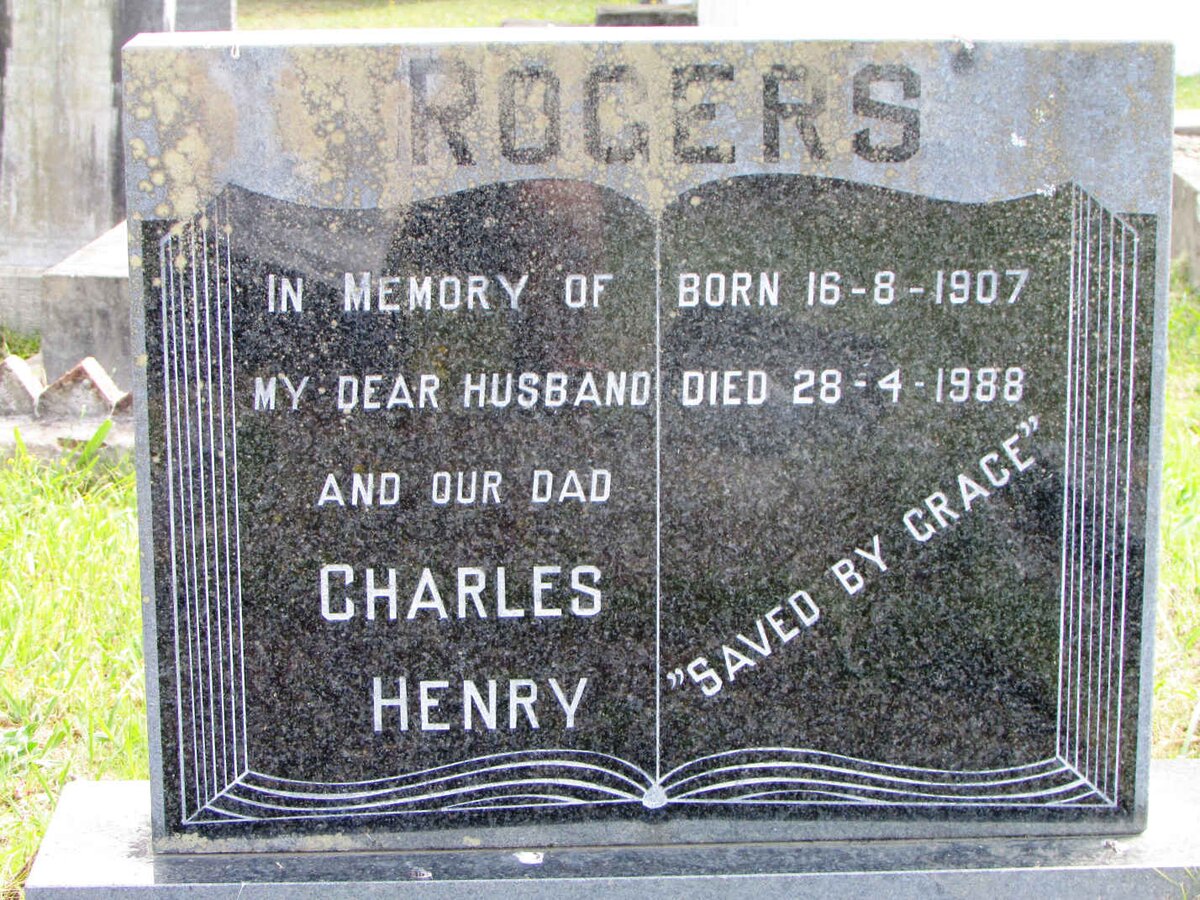 ROGERS
IN MEMORY OF
MY DEAR HUSBAND
AND OUR DAD
CHARLES
HENRY
BORN 16-8-1907
DIED 28-4-1988
"SAVED BY GRACE"